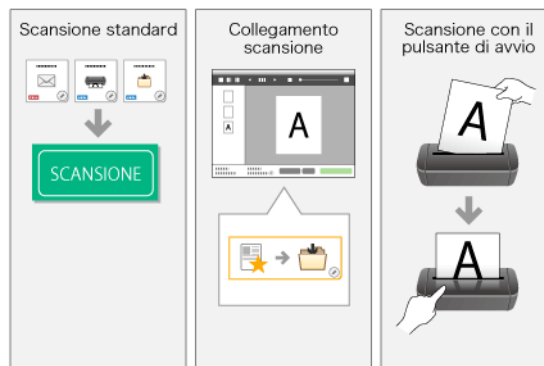 Scansione standard
SCANSIONE
Collegamento
scansione
A
A
Scansione con il
pulsante di avvio
A
A